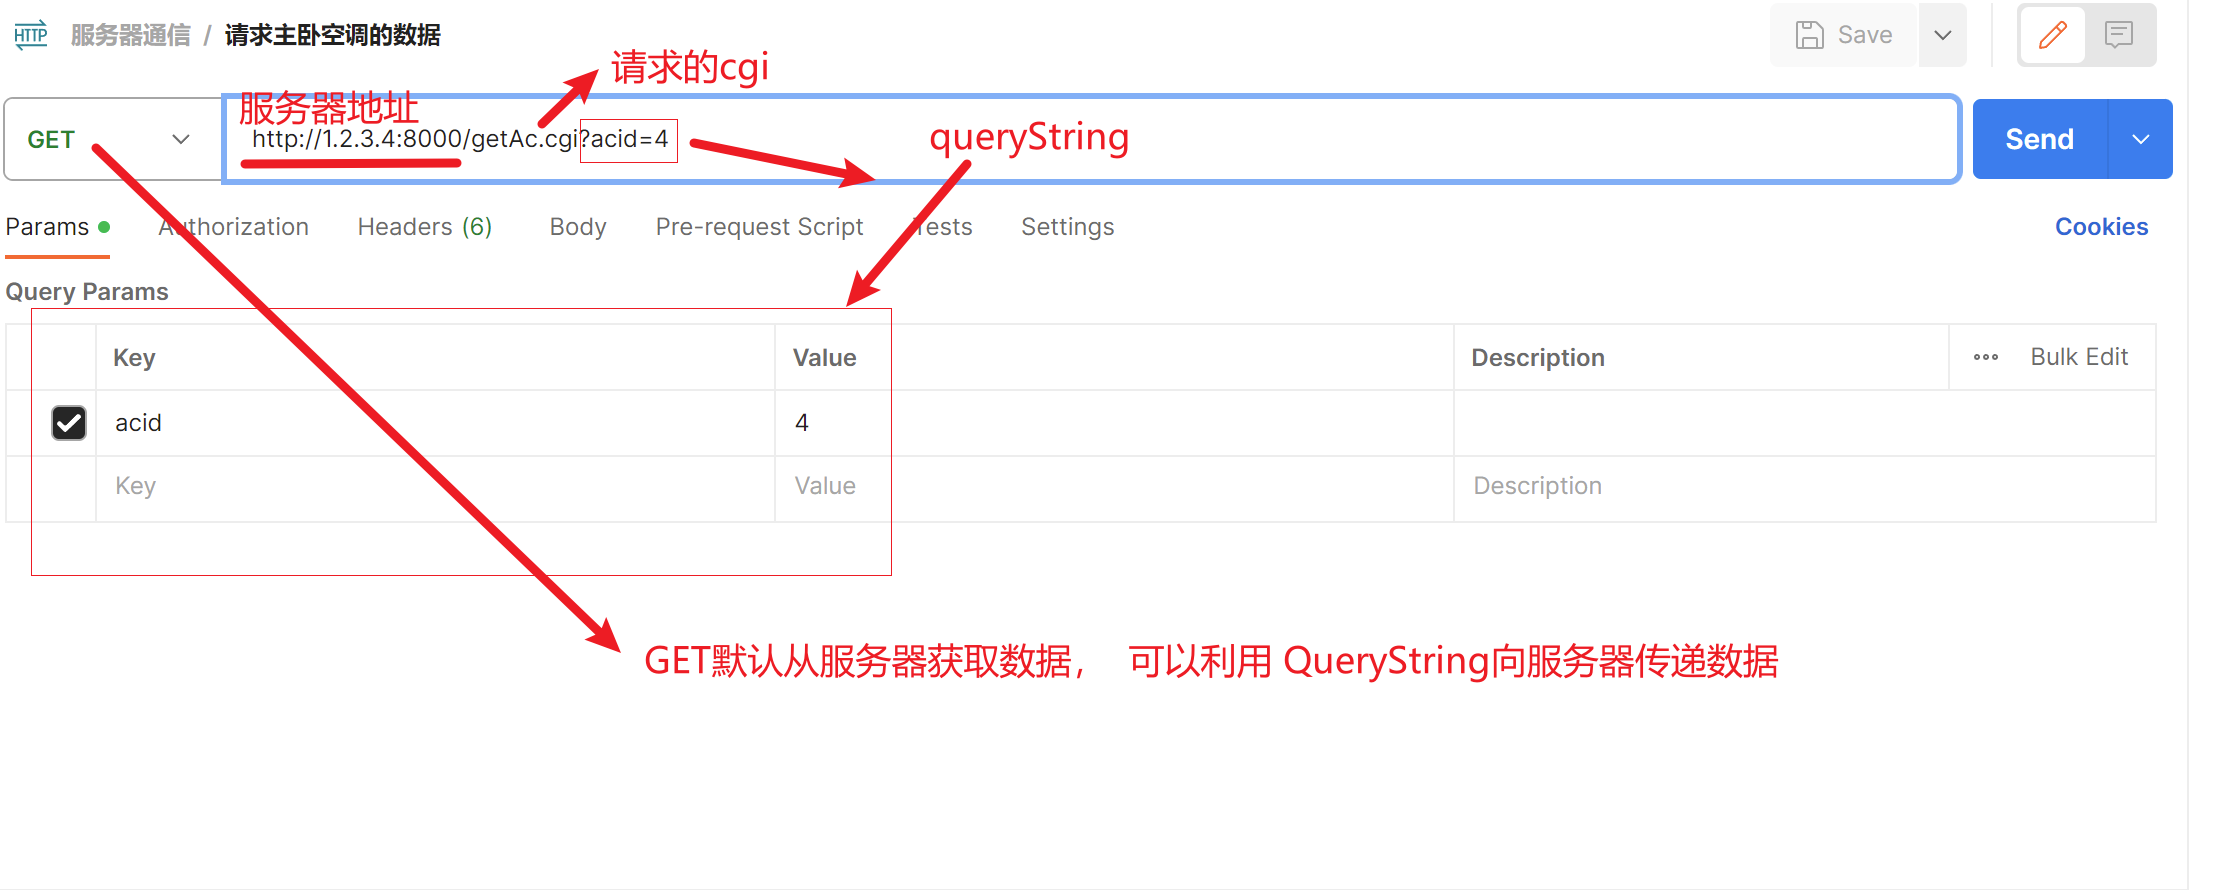 HTTP 服务器通信 / 请求主卧空调的数据
Save
请求的cgi
服务器地址
GET
http://1.2.3.4:8000/getAc.cgi?acid=4
queryString
Send
Params Authorization Headers (6) Body Pre-request Script Tests Settings Cookies
Query Params
Key Value Description Bulk Edit
acid 4
Key Value Description
GET默认从服务器获取数据， 可以利用 QueryString向服务器传递数据